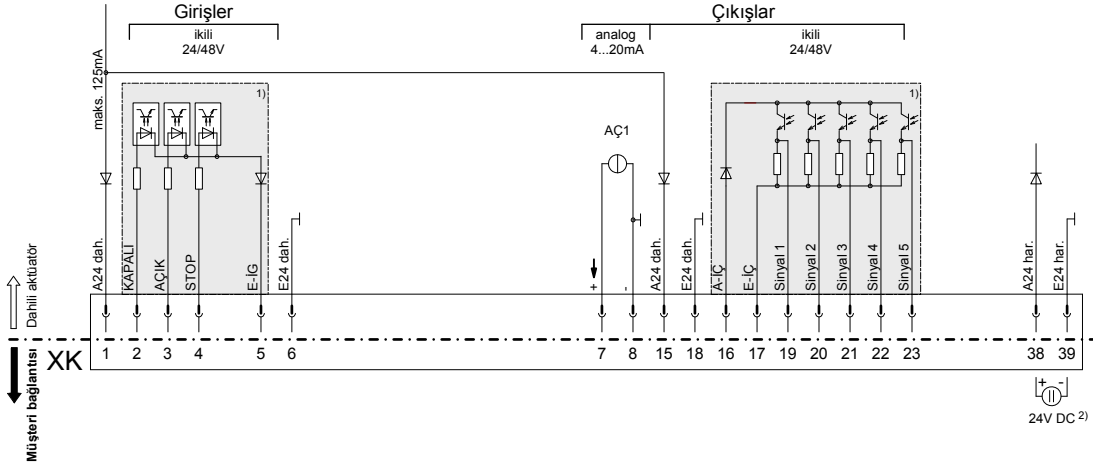 Girişler
ikili
24/48V
Çıkışlar
analog
4...20mA
ikili
24/48V
maks. 125mA
1)
1)
AÇ1
A24 dah.
KAPALI
AÇIK
STOP
E-İG
E24 dah.
+
-
A24 dah.
E24 dah.
A-İÇ
E-İÇ
Sinyal 1
Sinyal 2
Sinyal 3
Sinyal 4
Sinyal 5
A24 har.
E24 har.
Dahili aktüatör
Müşteri bağlantısı
XK
1 2 3 4 5 6 7 8 15 18 16 17 19 20 21 22 23 38 39
+ -
24V DC 2)